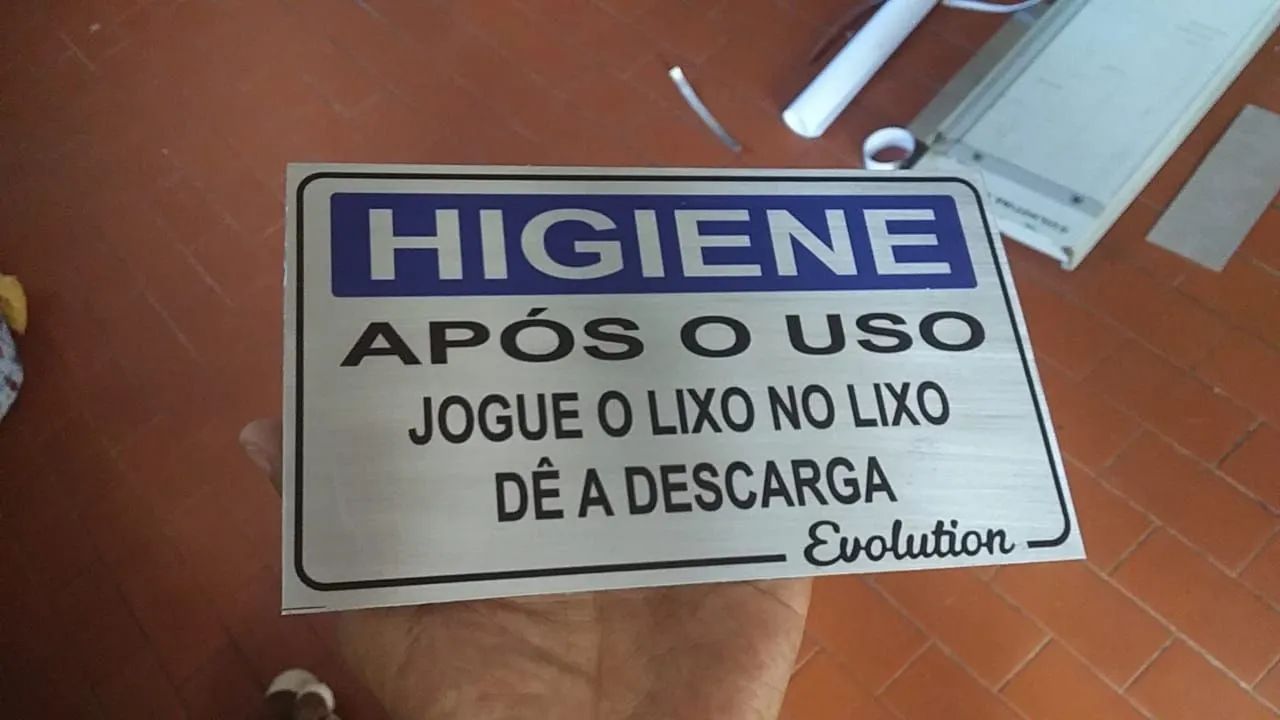 HIGIENE
APÓS O USO
JOGUE O LIXO NO LIXO
DÊ A DESCARGA
Evolution